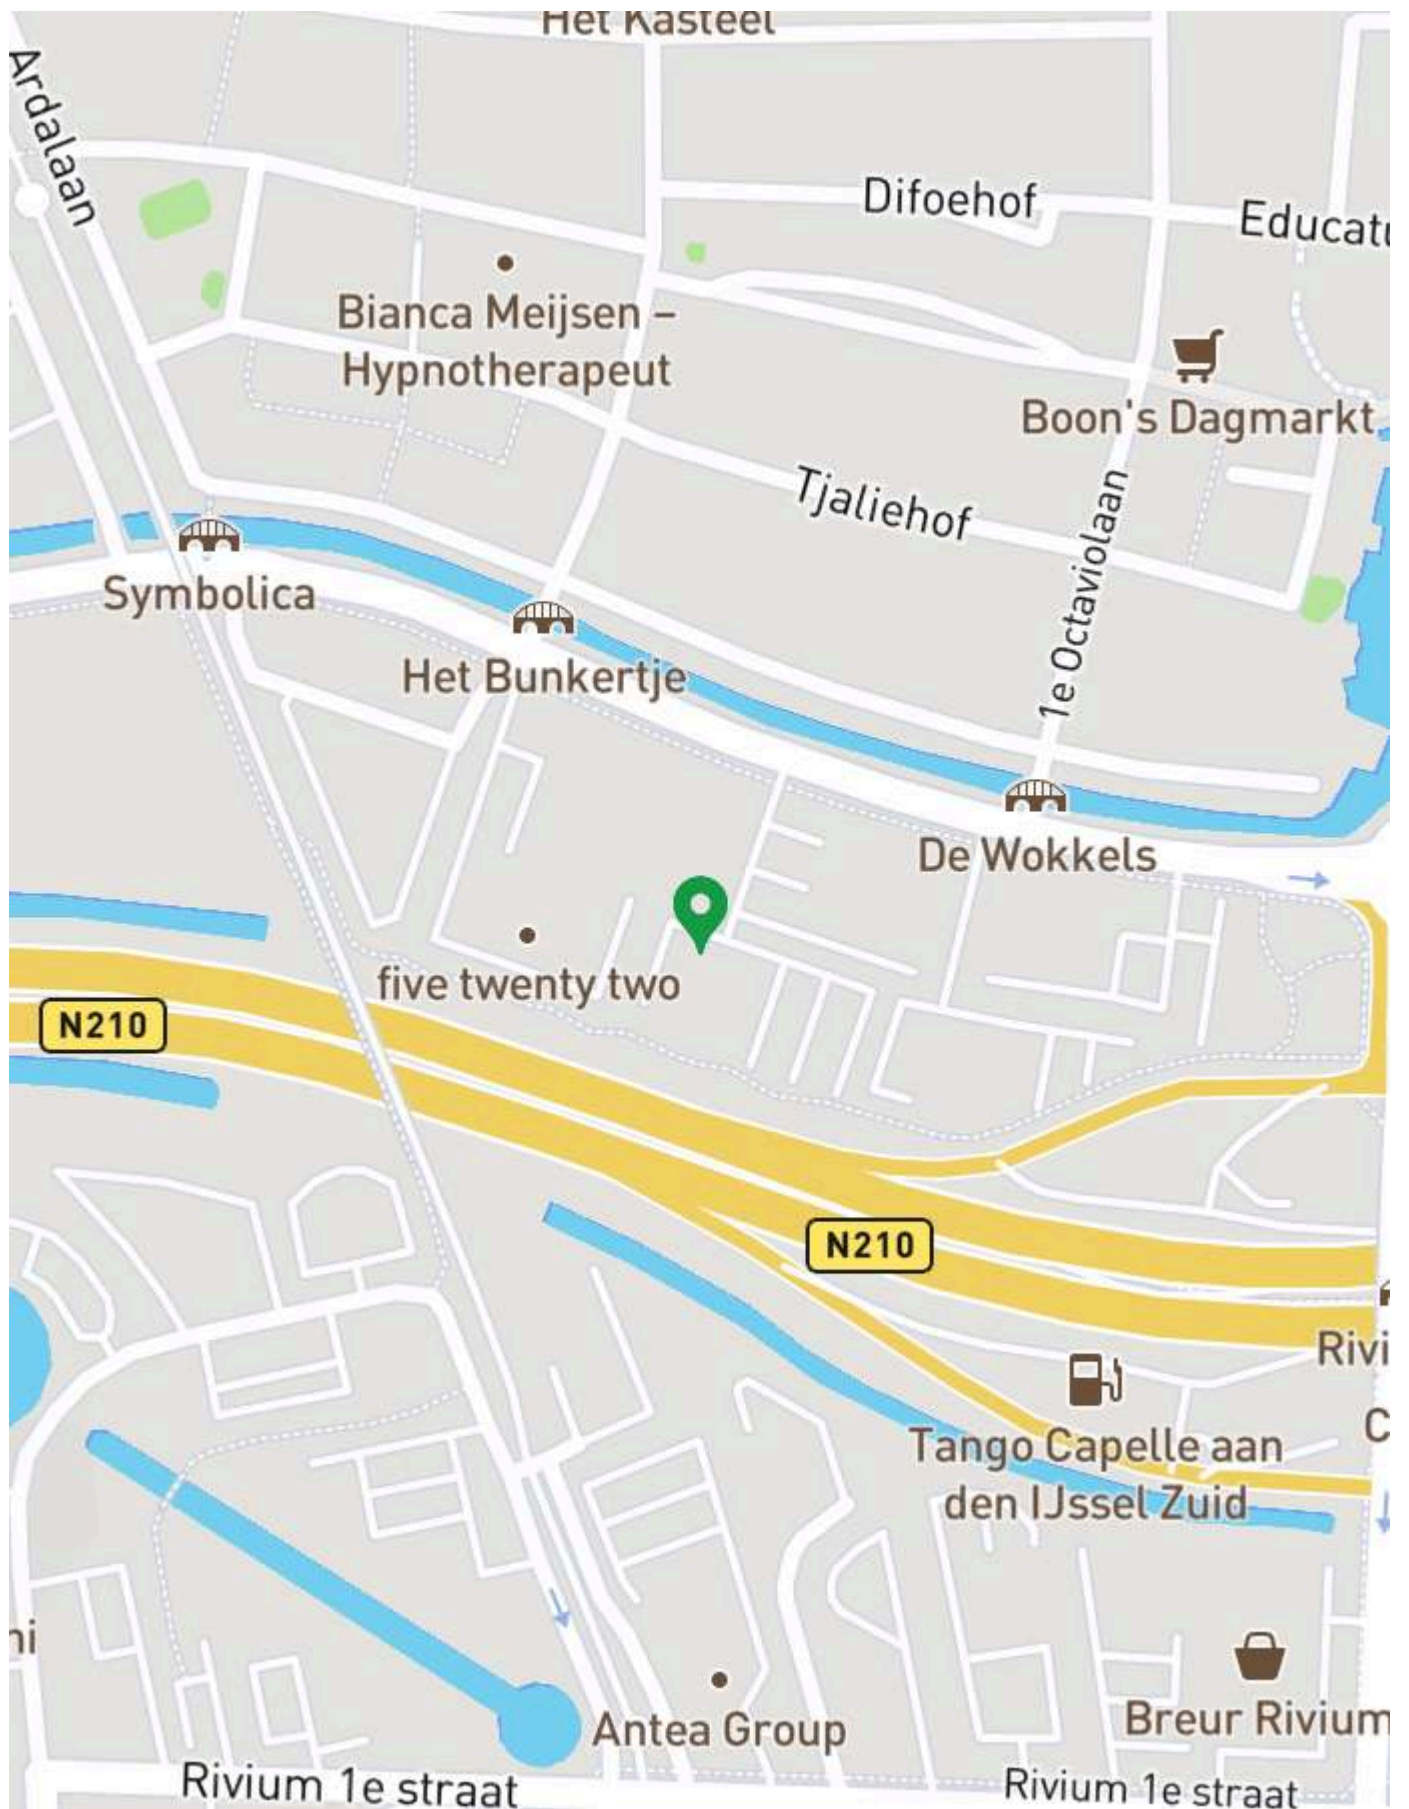 Het Kasteel
Ardalaan
Difoehof
Educatu
Bianca Meijsen –
Hypnotherapeut
Boon's Dagmarkt
Tjaliehof
1e Octaviolaan
Symbolica
Het Bunkertje
De Wokkels
five twenty two
N210
N210
Rivi
C
Tango Capelle aan
den IJssel Zuid
ni
Breur Rivium
Antea Group
Rivium 1e straat
Rivium 1e straat